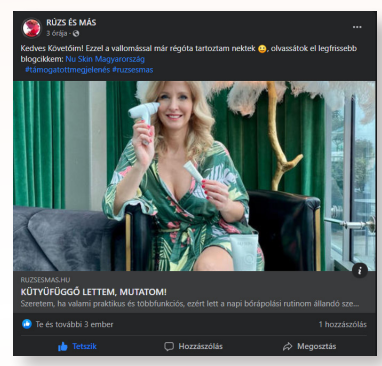 RÚZS ÉS MÁS
3 órája ·
Kedves Követőim! Ezzel a vallomással már régóta tartoztam nektek 😉, olvassátok el legfrissebb
blogcikkem: Nu Skin Magyarország
#támogatottmegjelenés #ruzsesmas
RUZSESMAS.HU
KÜTYÜFÜGGŐ LETTEM, MUTATOM!
Szeretem, ha valami praktikus és többfunkciós, ezért lett a napi bőrápolási rutinom állandó sze...
Te és további 3 ember
1 hozzászólás
Tetszik
Hozzászólás
Megosztás